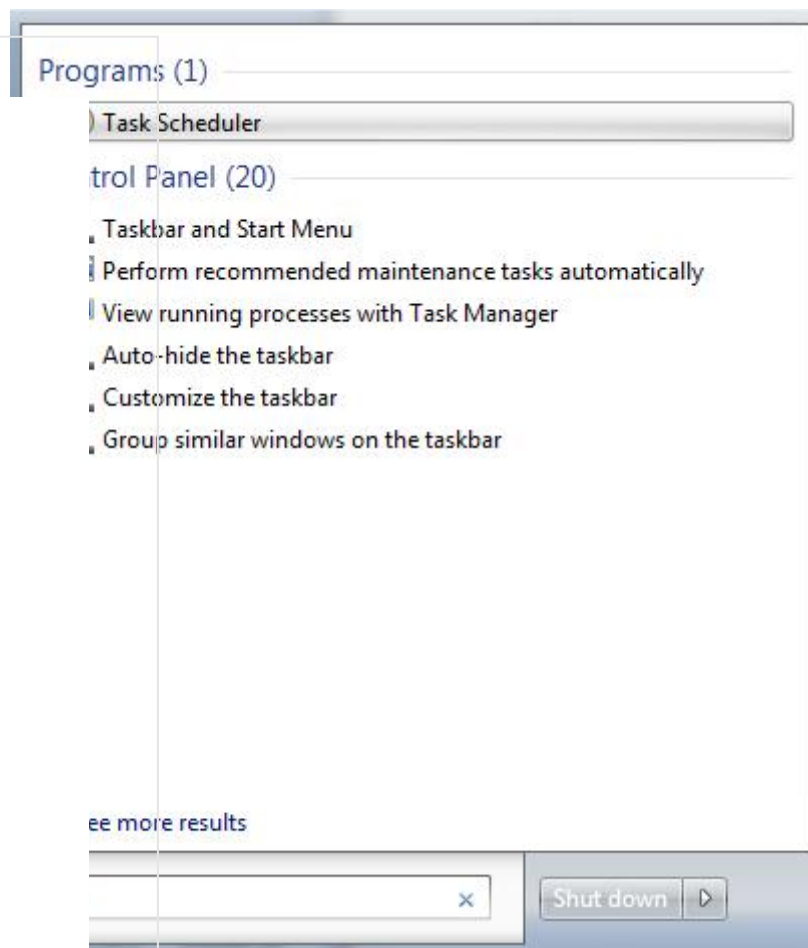 Programs (1)
Task Scheduler
trol Panel (20)
Taskbar and Start Menu
Perform recommended maintenance tasks automatically
View running processes with Task Manager
Auto-hide the taskbar
Customize the taskbar
Group similar windows on the taskbar
ee more results
Shut down